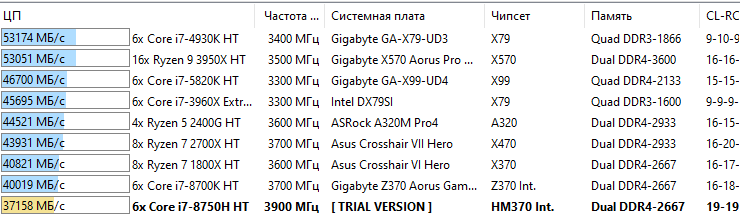 ЦП Частота ... Системная плата Чипсет Память CL-RC
53174 МБ/с 6x Core i7-4930K HT 3400 МГц Gigabyte GA-X79-UD3 X79 Quad DDR3-1866 9-10-9
53051 МБ/с 16x Ryzen 9 3950X HT 3500 МГц Gigabyte X570 Aorus Pro ... X570 Dual DDR4-3600 16-16-
46700 МБ/с 6x Core i7-5820K HT 3300 МГц Gigabyte GA-X99-UD4 X99 Quad DDR4-2133 15-15-
45695 МБ/с 6x Core i7-3960X Extr... 3300 МГц Intel DX79SI X79 Quad DDR3-1600 9-9-9-
44521 МБ/с 4x Ryzen 5 2400G HT 3600 МГц ASRock A320M Pro4 A320 Dual DDR4-2933 16-15-
43931 МБ/с 8x Ryzen 7 2700X HT 3700 МГц Asus Crosshair VII Hero X470 Dual DDR4-2933 16-20-
40821 МБ/с 8x Ryzen 7 1800X HT 3600 МГц Asus Crosshair VI Hero X370 Dual DDR4-2667 16-17-
40019 МБ/с 6x Core i7-8700K HT 3700 МГц Gigabyte Z370 Aorus Gam... Z370 Int. Dual DDR4-2667 16-18-
37158 МБ/с 6x Core i7-8750H HT 3900 МГц [ TRIAL VERSION ] HM370 Int. Dual DDR4-2667 19-19